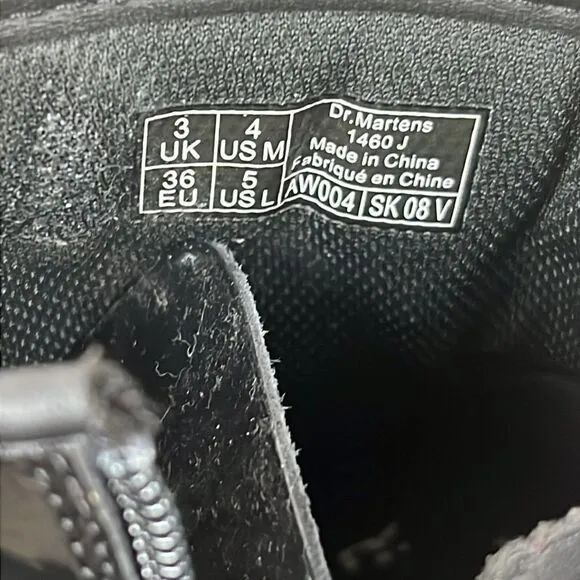 3 UK
4 US M
36 EU
5 US L
Dr.Martens
1460 J
Made in China
Fabriqué en Chine
AW004 SK 08 V